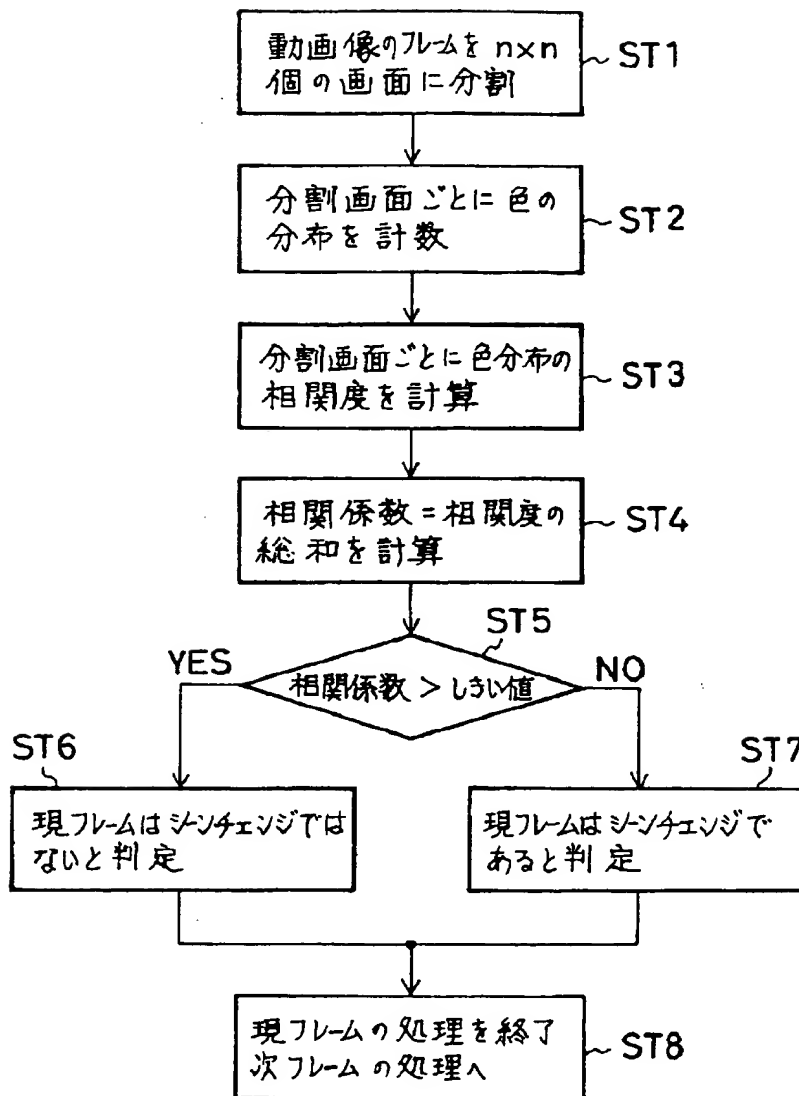 動画像のフレームをn×n
個の画面に分割
ST1
分割画面ごとに色の
分布を計数
ST2
分割画面ごとに色分布の
相関度を計算
ST3
相関係数=相関度の
総和を計算
ST4
ST5
YES
相関係数>しきい値
NO
ST6
ST7
現フレームはシーンチェンジでは
ないと判定
現フレームはシーンチェンジで
あると判定
現フレームの処理を終了
次フレームの処理へ
ST8